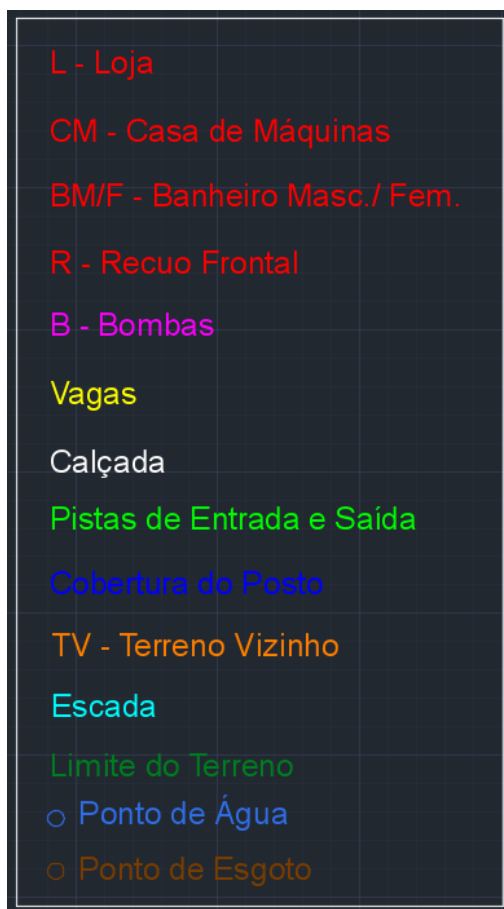 L - Loja
CM - Casa de Máquinas
BM/F - Banheiro Masc./ Fem.
R - Recuo Frontal
B - Bombas
Vagas
Calçada
Pistas de Entrada e Saída
Cobertura do Posto
TV - Terreno Vizinho
Escada
Limite do Terreno
Ponto de Água
Ponto de Esgoto